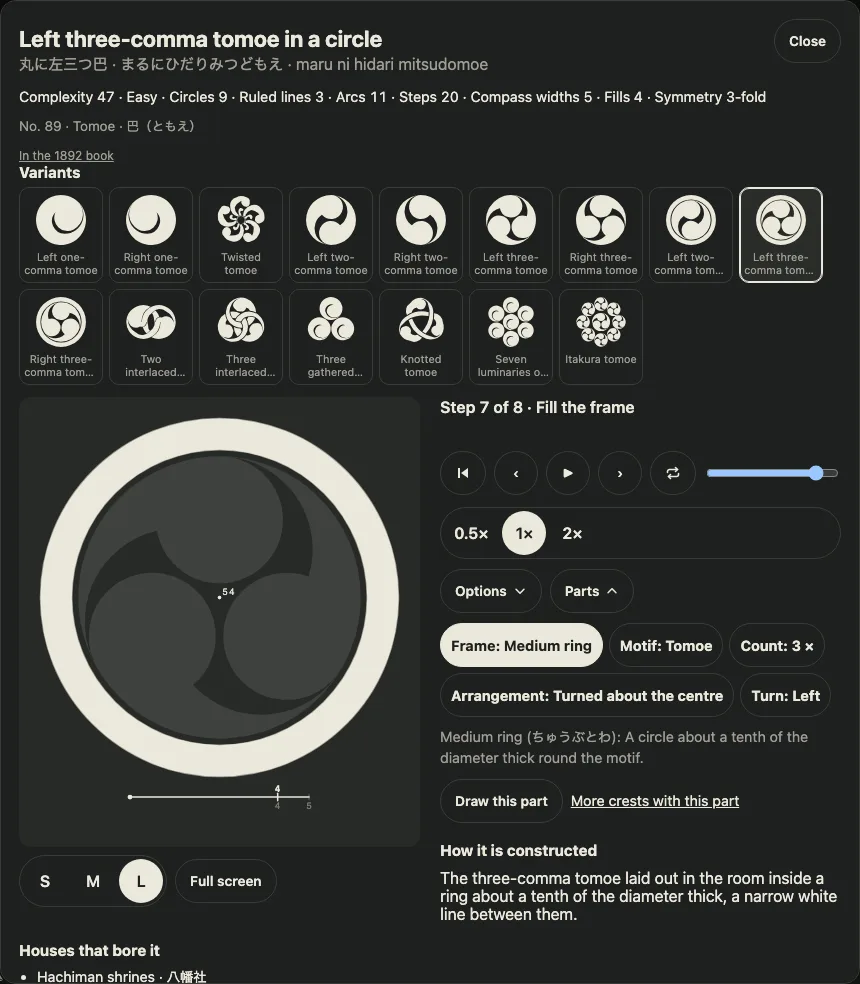 Left three-comma tomoe in a circle
Close
丸に左三つ巴 · まるにひだりみつどもえ · maru ni hidari mitsudomoe
Complexity 47 · Easy · Circles 9 · Ruled lines 3 · Arcs 11 · Steps 20 · Compass widths 5 · Fills 4 · Symmetry 3-fold
No. 89 · Tomoe · 巴（ともえ）
In the 1892 book
Variants
Left one-comma tomoe
Right one-comma tomoe
Twisted tomoe
Left two-comma tomoe
Right two-comma tomoe
Left three-comma tomoe
Right three-comma tomoe
Left two-comma tom…
Left three-comma tom…
Right three-comma tom…
Two interlaced…
Three interlaced…
Three gathered…
Knotted tomoe
Seven luminaries o…
Itakura tomoe
54
4
4 5
S M L Full screen
Step 7 of 8 · Fill the frame
0.5× 1× 2×
Options Parts
Frame: Medium ring Motif: Tomoe Count: 3 ×
Arrangement: Turned about the centre Turn: Left
Medium ring (ちゅうぶとわ): A circle about a tenth of the
diameter thick round the motif.
Draw this part More crests with this part
How it is constructed
The three-comma tomoe laid out in the room inside a
ring about a tenth of the diameter thick, a narrow white
line between them.
Houses that bore it
• Hachiman shrines · 八幡社